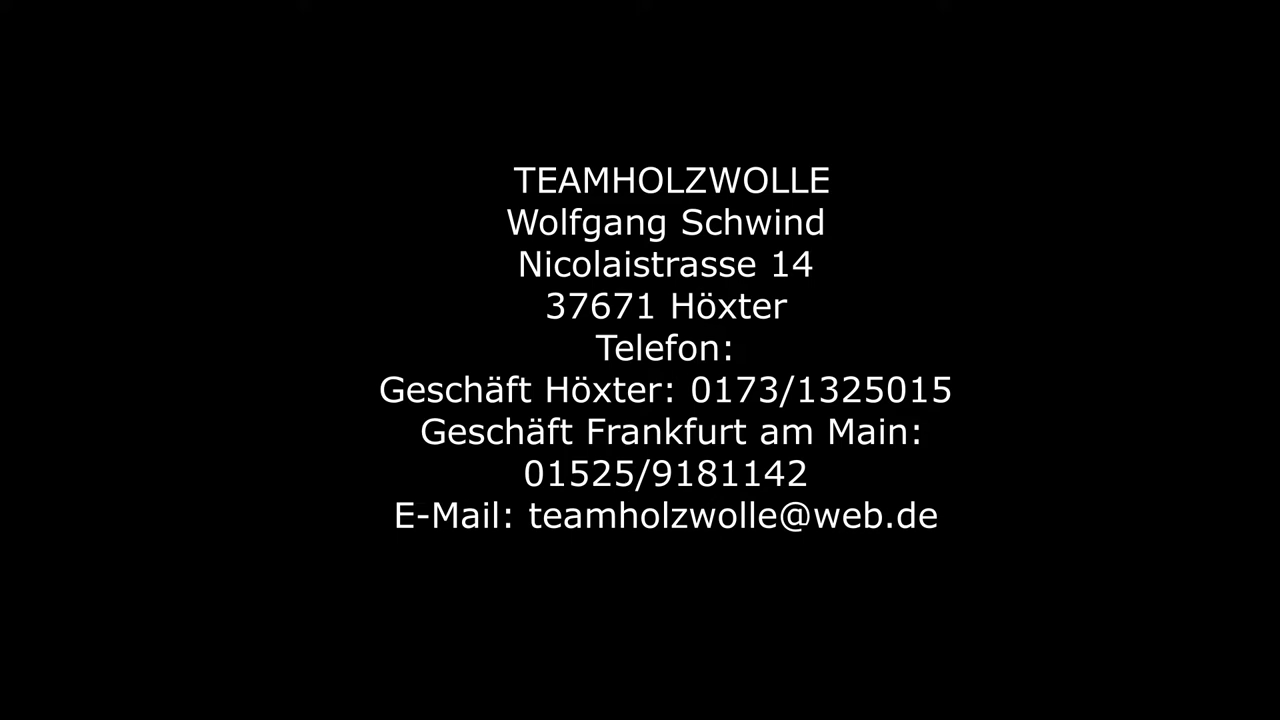 TEAMHOLZWOLLE
Wolfgang Schwind
Nicolaistrasse 14
37671 Höxter
Telefon:
Geschäft Höxter: 0173/1325015
Geschäft Frankfurt am Main:
01525/9181142
E-Mail: teamholzwolle@web.de